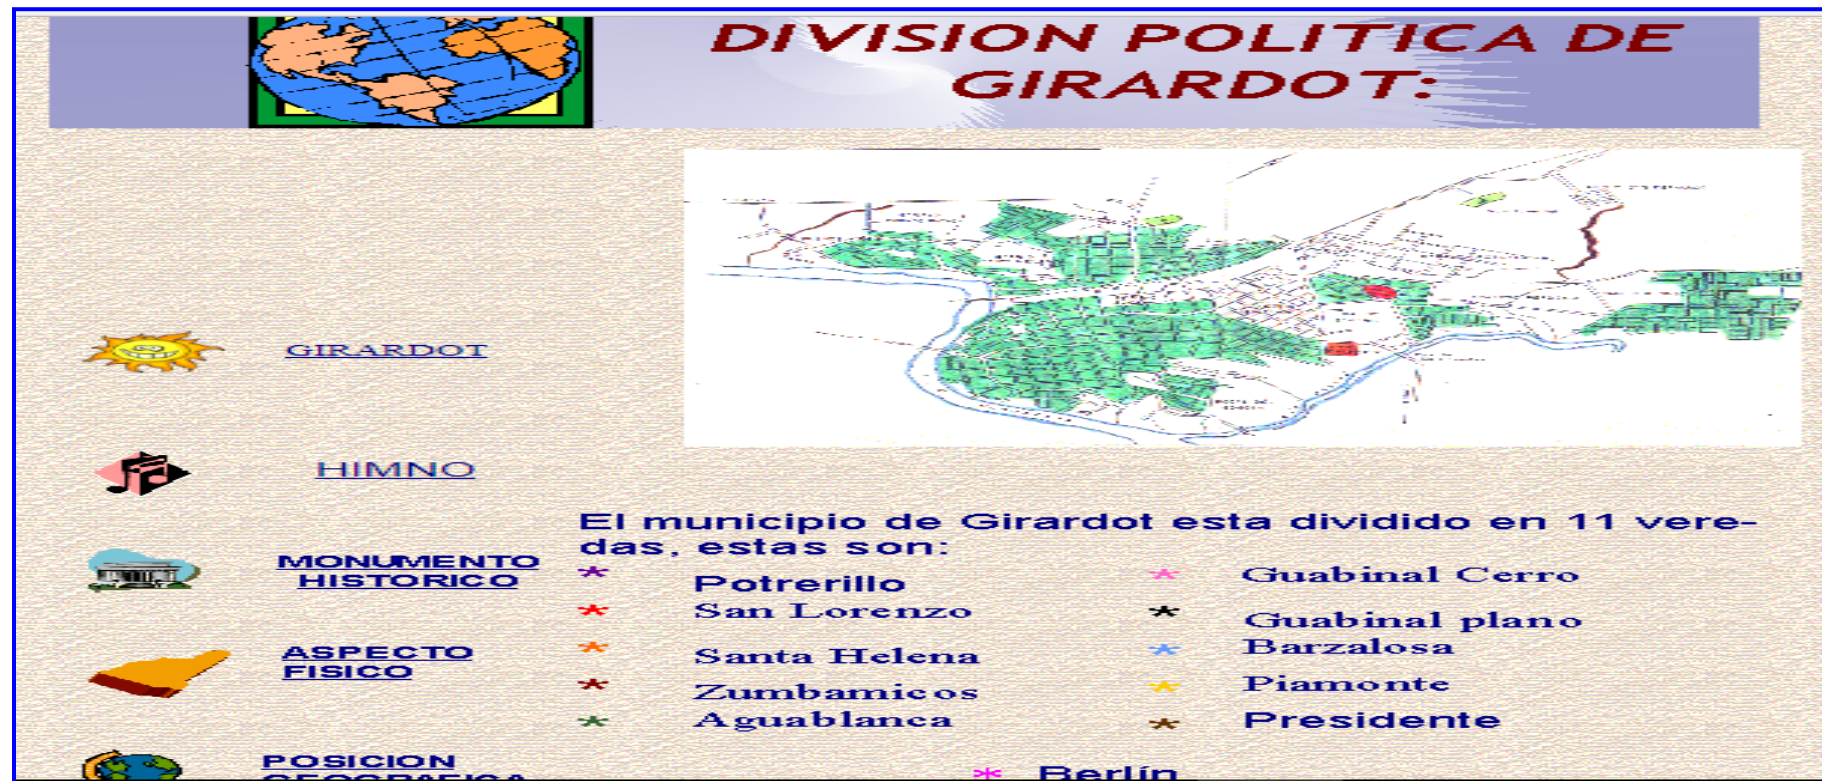 DIVISION POLITICA DE
GIRARDOT:
GIRARDOT
HIMNO
MONUMENTO
HISTORICO
ASPECTO
FISICO
POSICION
GEOGRAFICA
El municipio de Girardot esta dividido en 11 vere-
das, estas son:
* Potrerillo
* San Lorenzo
* Santa Helena
* Zumbamicos
* Aguablanca
* Guabinal Cerro
* Guabinal plano
* Barzalosa
* Piamonte
* Presidente
* Berlín